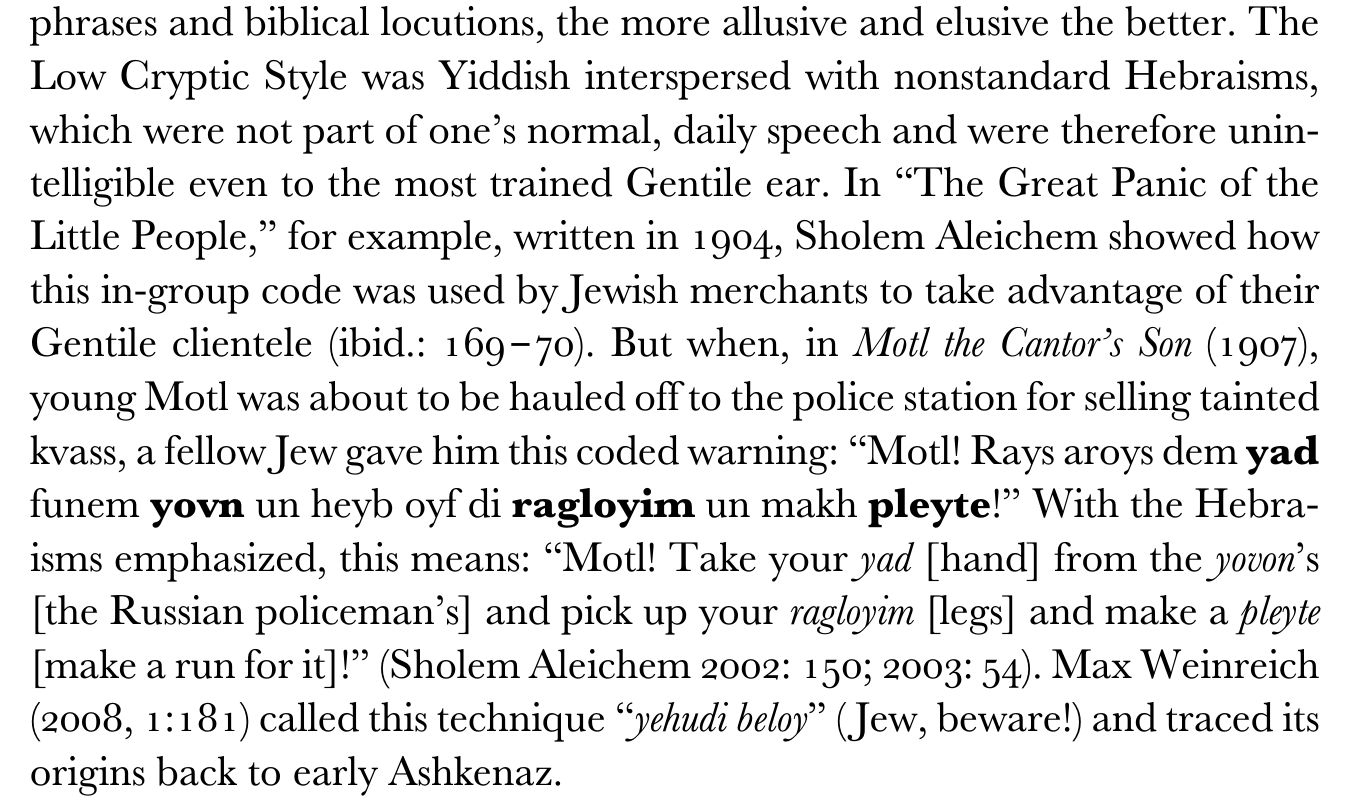 phrases and biblical locutions, the more allusive and elusive the better. The
Low Cryptic Style was Yiddish interspersed with nonstandard Hebraisms,
which were not part of one’s normal, daily speech and were therefore unin-
telligible even to the most trained Gentile ear. In “The Great Panic of the
Little People,” for example, written in 1904, Sholem Aleichem showed how
this in-group code was used by Jewish merchants to take advantage of their
Gentile clientele (ibid.: 169–70). But when, in Motl the Cantor’s Son (1907),
young Motl was about to be hauled off to the police station for selling tainted
kvass, a fellow Jew gave him this coded warning: “Motl! Rays aroys dem yad
funem yovn un heyb oyf di ragloyim un makh pleyte!” With the Hebra-
isms emphasized, this means: “Motl! Take your yad [hand] from the yovon’s
[the Russian policeman’s] and pick up your ragloyim [legs] and make a pleyte
[make a run for it]!” (Sholem Aleichem 2002: 150; 2003: 54). Max Weinreich
(2008, 1:181) called this technique “yehudi beloy” (Jew, beware!) and traced its
origins back to early Ashkenaz.